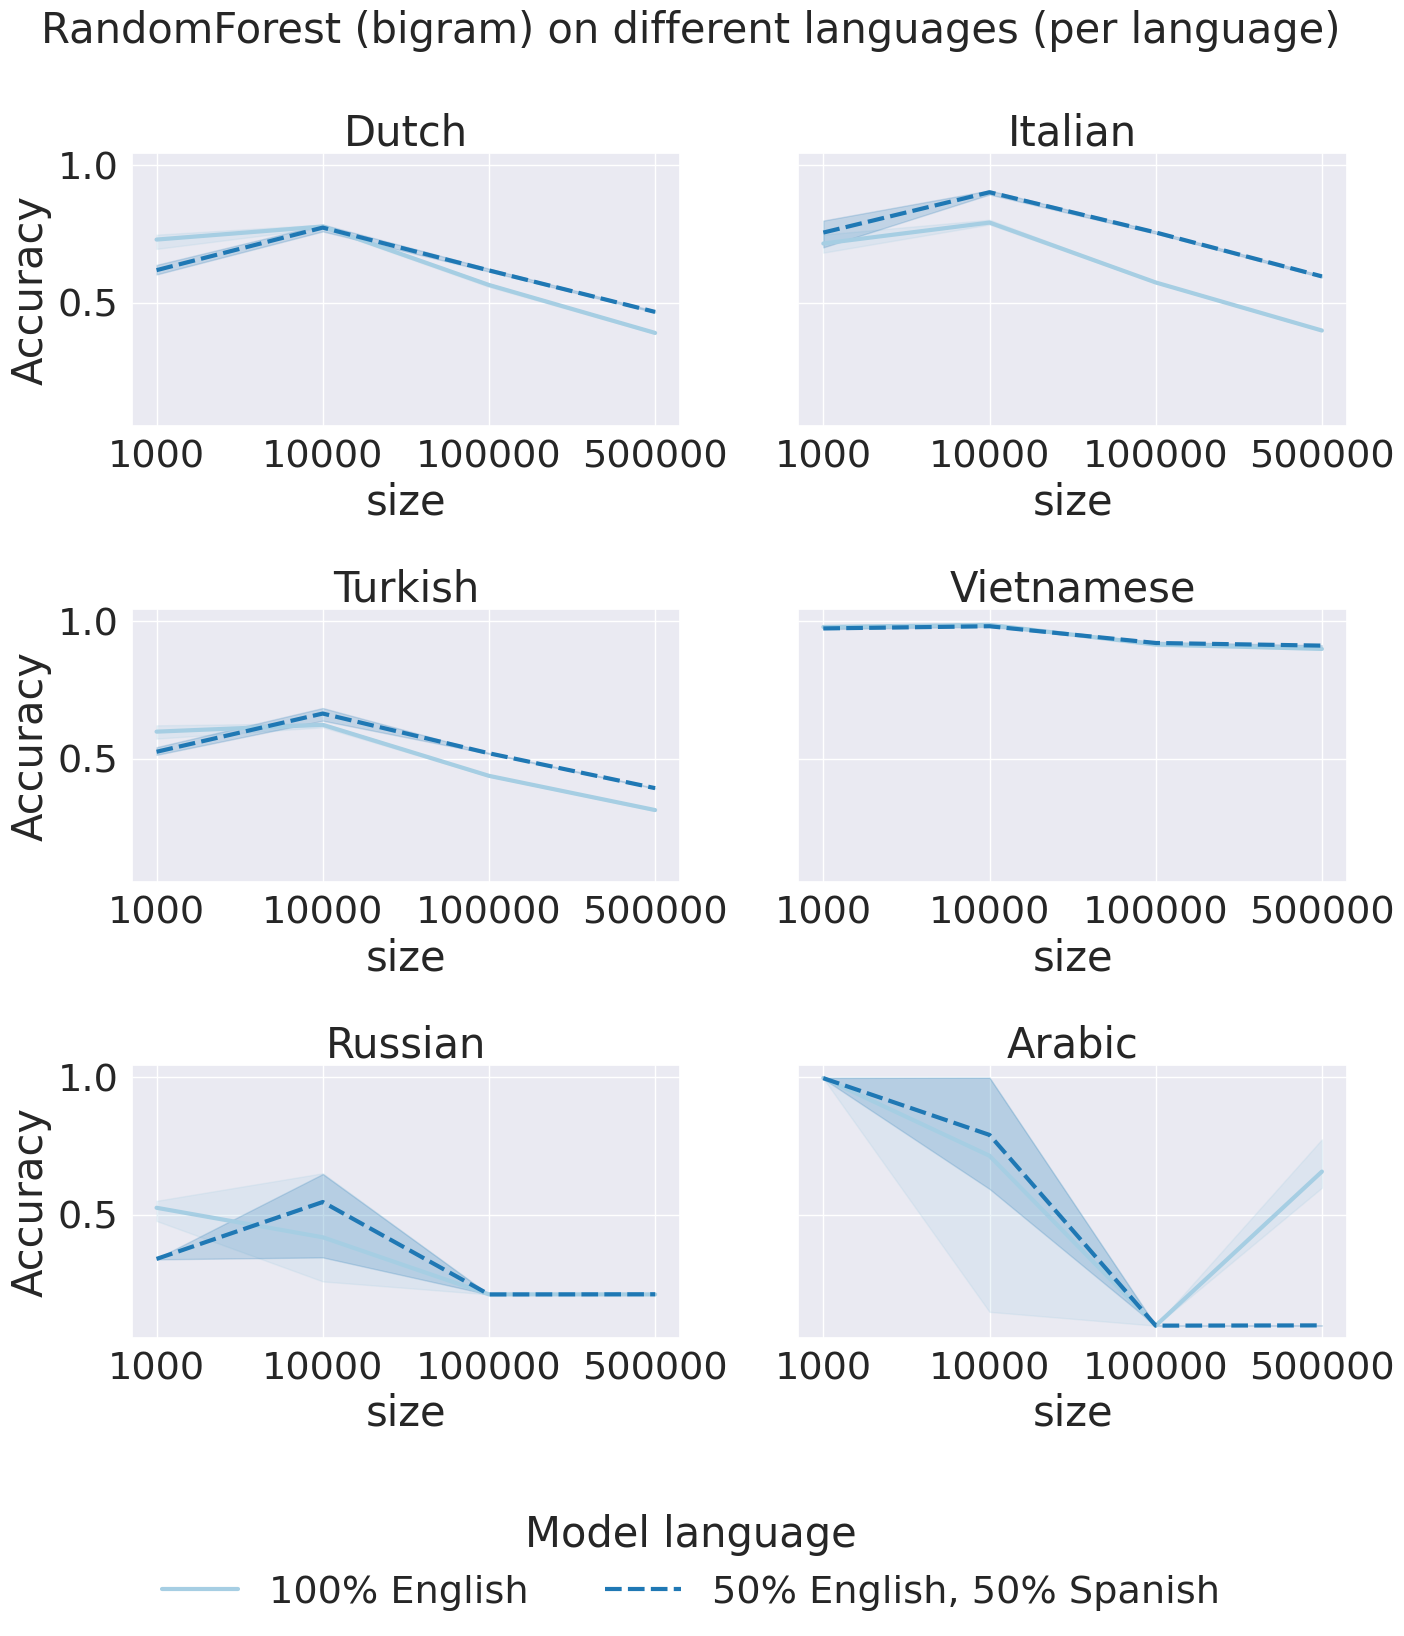 RandomForest (bigram) on different languages (per language)
Dutch
Italian
1.0
0.5
Accuracy
1000 10000 100000 500000
size
1000 10000 100000 500000
size
Turkish
Vietnamese
1.0
0.5
Accuracy
1000 10000 100000 500000
size
1000 10000 100000 500000
size
Russian
Arabic
1.0
0.5
Accuracy
1000 10000 100000 500000
size
1000 10000 100000 500000
size
Model language
100% English
50% English, 50% Spanish